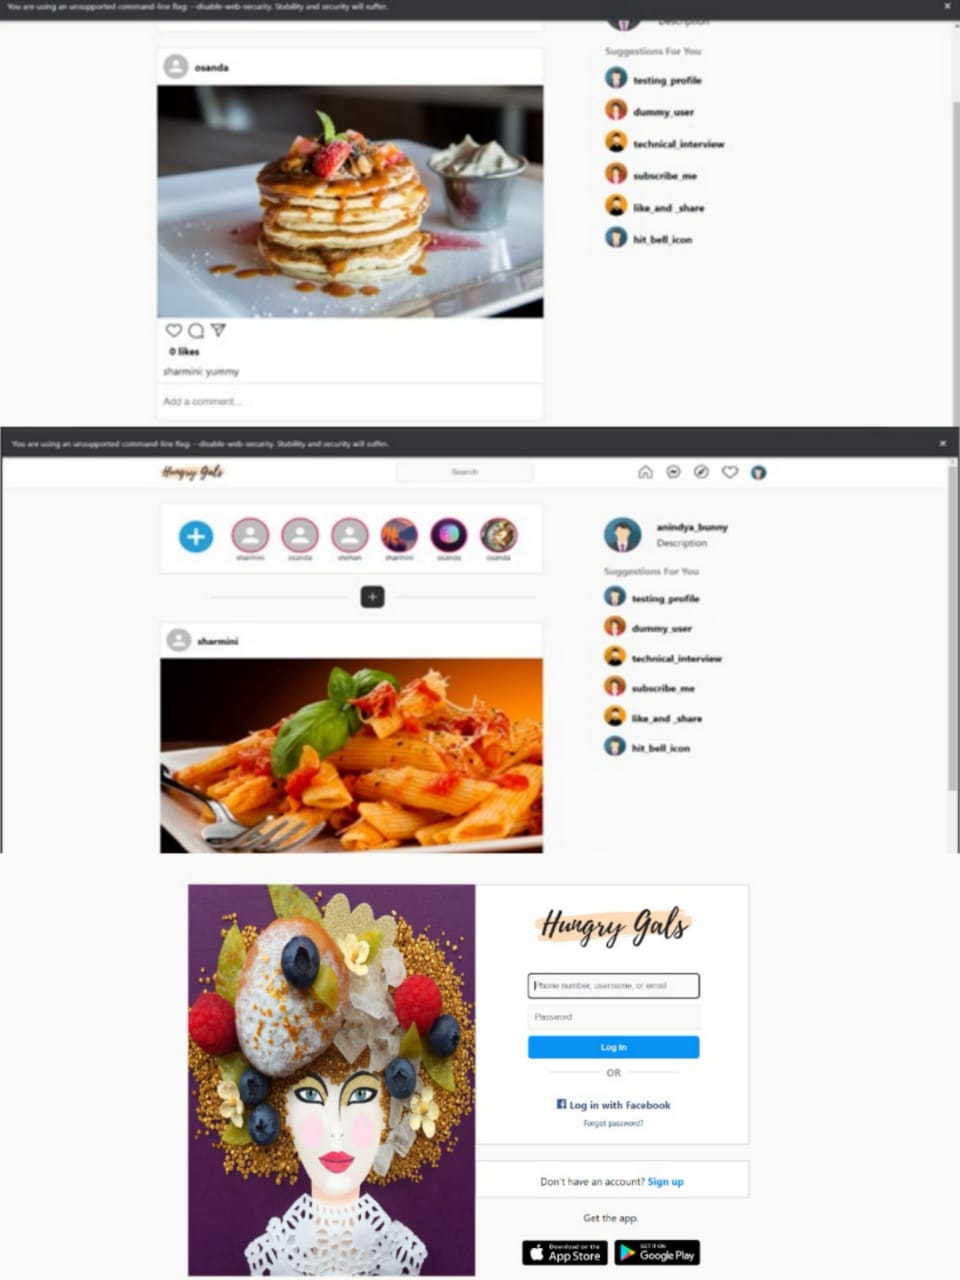 You are using an unsupported command-line flag: --disable-web-security. Stability and security will suffer.
Description
osanda
Suggestions For You
testing_profile
dummy_user
technical_interview
subscribe_me
like_and _share
hit_bell_icon
0 likes
sharmini: yummy
Add a comment...
You are using an unsupported command-line flag: --disable-web-security. Stability and security will suffer.
Hungry Gals
Search
sharmini osanda shehan sharmini osanda osanda
anindya_bunny
Description
Suggestions For You
testing_profile
dummy_user
technical_interview
subscribe_me
like_and _share
hit_bell_icon
sharmini
Hungry Gals
Phone number, username, or email
Password
Log In
OR
Log in with Facebook
Forgot password?
Don't have an account? Sign up
Get the app.
Download on the
App Store
GET IT ON
Google Play